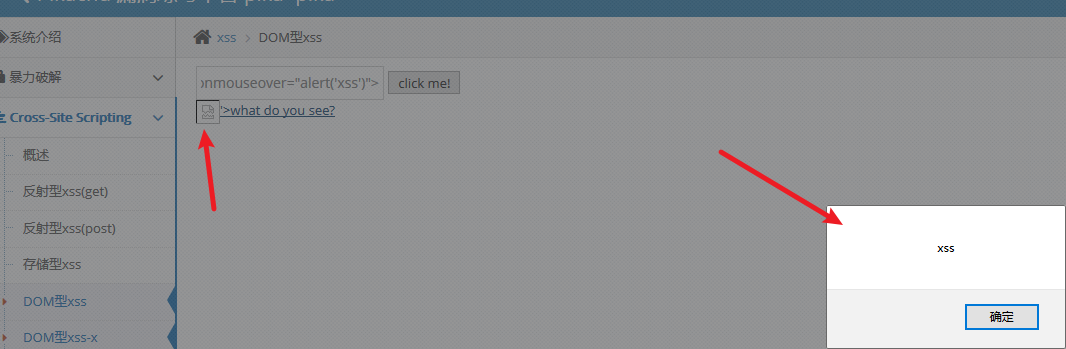 系统介绍
xss > DOM型xss
暴力破解
onmouseover="alert('xss')">
click me!
Cross-Site Scripting
'>what do you see?
概述
反射型xss(get)
反射型xss(post)
存储型xss
DOM型xss
DOM型xss-x
xss
确定